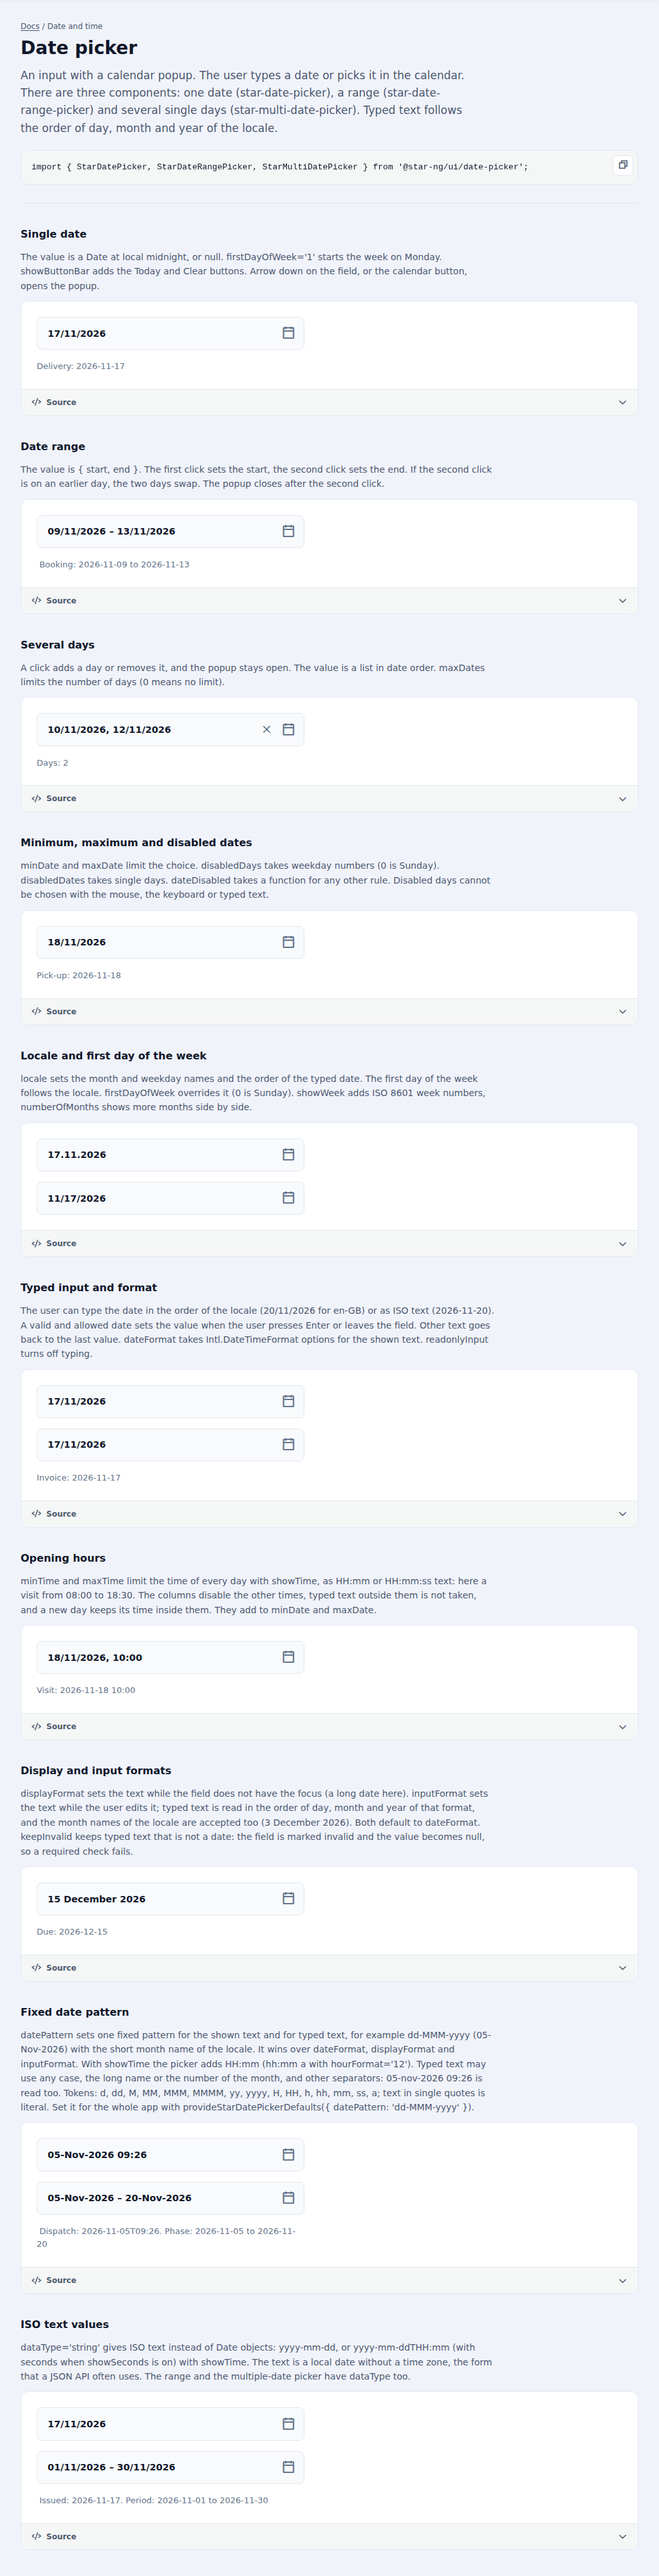 Docs / Date and time
Date picker
An input with a calendar popup. The user types a date or picks it in the calendar.
There are three components: one date (star-date-picker), a range (star-date-
range-picker) and several single days (star-multi-date-picker). Typed text follows
the order of day, month and year of the locale.
import { StarDatePicker, StarDateRangePicker, StarMultiDatePicker } from '@star-ng/ui/date-picker';
Single date
The value is a Date at local midnight, or null. firstDayOfWeek='1' starts the week on Monday.
showButtonBar adds the Today and Clear buttons. Arrow down on the field, or the calendar button,
opens the popup.
17/11/2026
Delivery: 2026-11-17
Source
Date range
The value is { start, end }. The first click sets the start, the second click sets the end. If the second click
is on an earlier day, the two days swap. The popup closes after the second click.
09/11/2026 – 13/11/2026
Booking: 2026-11-09 to 2026-11-13
Source
Several days
A click adds a day or removes it, and the popup stays open. The value is a list in date order. maxDates
limits the number of days (0 means no limit).
10/11/2026, 12/11/2026
Days: 2
Source
Minimum, maximum and disabled dates
minDate and maxDate limit the choice. disabledDays takes weekday numbers (0 is Sunday).
disabledDates takes single days. dateDisabled takes a function for any other rule. Disabled days cannot
be chosen with the mouse, the keyboard or typed text.
18/11/2026
Pick-up: 2026-11-18
Source
Locale and first day of the week
locale sets the month and weekday names and the order of the typed date. The first day of the week
follows the locale. firstDayOfWeek overrides it (0 is Sunday). showWeek adds ISO 8601 week numbers,
numberOfMonths shows more months side by side.
17.11.2026
11/17/2026
Source
Typed input and format
The user can type the date in the order of the locale (20/11/2026 for en-GB) or as ISO text (2026-11-20).
A valid and allowed date sets the value when the user presses Enter or leaves the field. Other text goes
back to the last value. dateFormat takes Intl.DateTimeFormat options for the shown text. readonlyInput
turns off typing.
17/11/2026
17/11/2026
Invoice: 2026-11-17
Source
Opening hours
minTime and maxTime limit the time of every day with showTime, as HH:mm or HH:mm:ss text: here a
visit from 08:00 to 18:30. The columns disable the other times, typed text outside them is not taken,
and a new day keeps its time inside them. They add to minDate and maxDate.
18/11/2026, 10:00
Visit: 2026-11-18 10:00
Source
Display and input formats
displayFormat sets the text while the field does not have the focus (a long date here). inputFormat sets
the text while the user edits it; typed text is read in the order of day, month and year of that format,
and the month names of the locale are accepted too (3 December 2026). Both default to dateFormat.
keepInvalid keeps typed text that is not a date: the field is marked invalid and the value becomes null,
so a required check fails.
15 December 2026
Due: 2026-12-15
Source
Fixed date pattern
datePattern sets one fixed pattern for the shown text and for typed text, for example dd-MMM-yyyy (05-
Nov-2026) with the short month name of the locale. It wins over dateFormat, displayFormat and
inputFormat. With showTime the picker adds HH:mm (hh:mm a with hourFormat='12'). Typed text may
use any case, the long name or the number of the month, and other separators: 05-nov-2026 09:26 is
read too. Tokens: d, dd, M, MM, MMM, MMMM, yy, yyyy, H, HH, h, hh, mm, ss, a; text in single quotes is
literal. Set it for the whole app with provideStarDatePickerDefaults({ datePattern: 'dd-MMM-yyyy' }).
05-Nov-2026 09:26
05-Nov-2026 – 20-Nov-2026
Dispatch: 2026-11-05T09:26. Phase: 2026-11-05 to 2026-11-
20
Source
ISO text values
dataType='string' gives ISO text instead of Date objects: yyyy-mm-dd, or yyyy-mm-ddTHH:mm (with
seconds when showSeconds is on) with showTime. The text is a local date without a time zone, the form
that a JSON API often uses. The range and the multiple-date picker have dataType too.
17/11/2026
01/11/2026 – 30/11/2026
Issued: 2026-11-17. Period: 2026-11-01 to 2026-11-30
Source